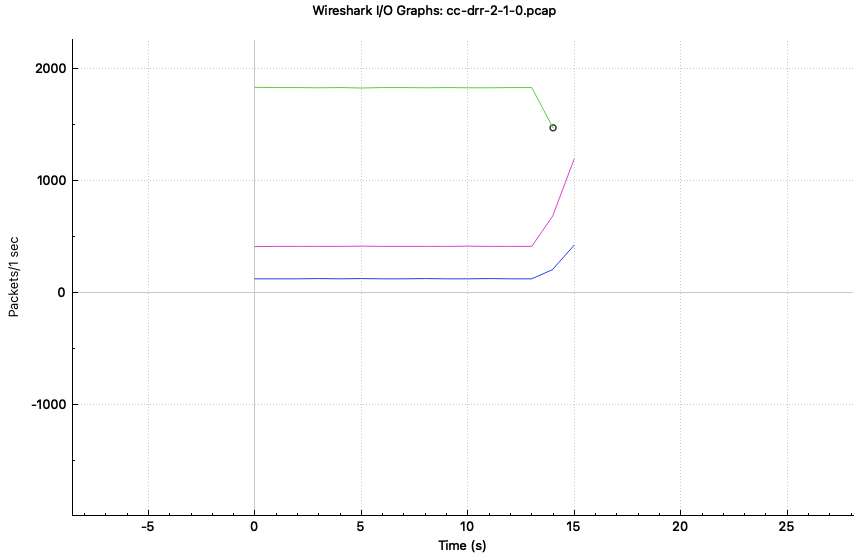 Wireshark I/O Graphs: cc-drr-2-1-0.pcap
2000
1000
0
-1000
Packets/1 sec
-5 0 5 10 15 20 25
Time (s)